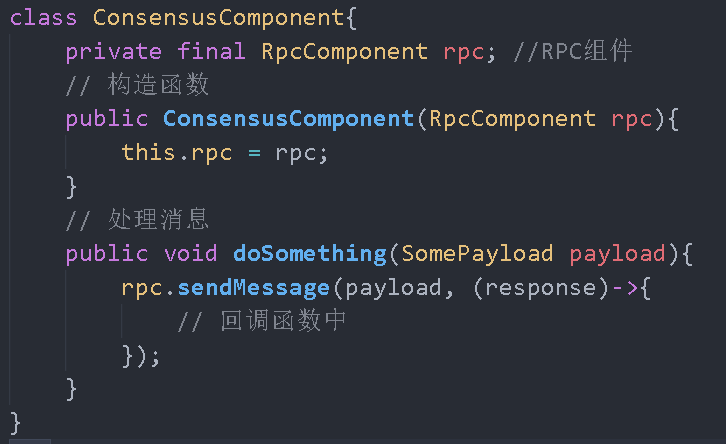 class ConsensusComponent{
    private final RpcComponent rpc; //RPC组件
    // 构造函数
    public ConsensusComponent(RpcComponent rpc){
        this.rpc = rpc;
    }
    // 处理消息
    public void doSomething(SomePayload payload){
        rpc.sendMessage(payload, (response)->{
            // 回调函数中
        });
    }
}